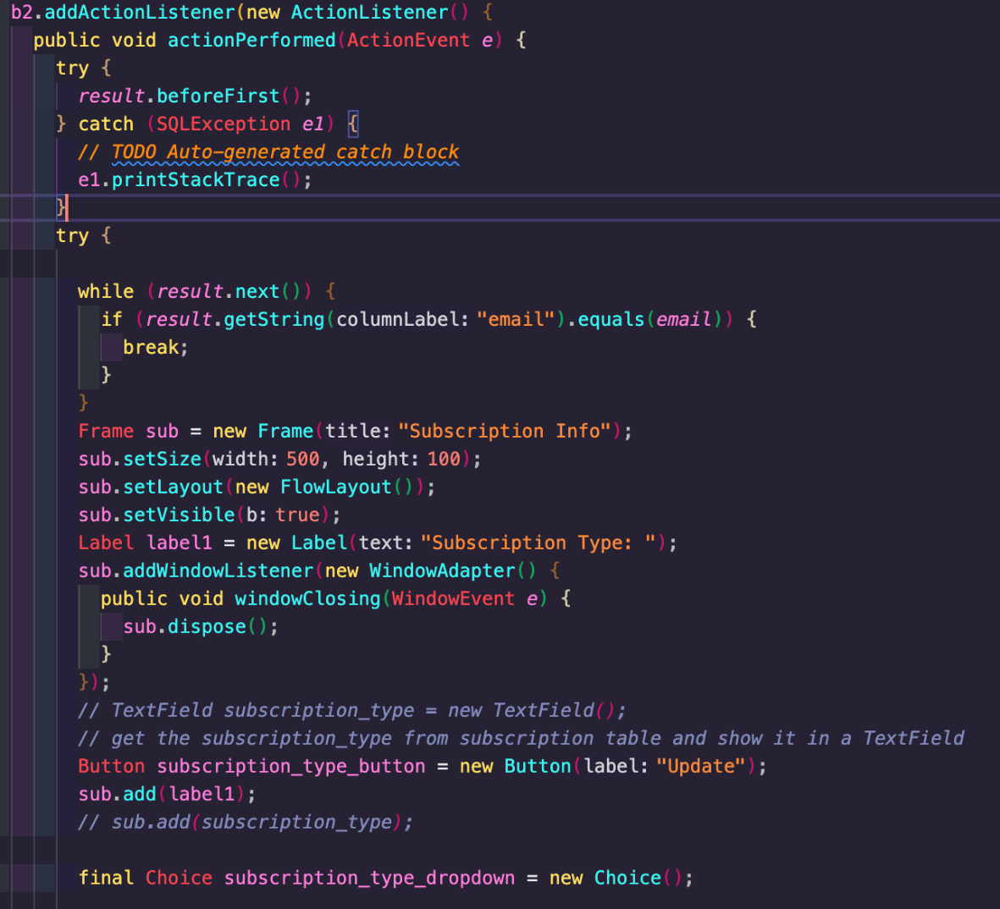 b2.addActionListener(new ActionListener() {
public void actionPerformed(ActionEvent e) {
try {
result.beforeFirst();
} catch (SQLException e1) {
// TODO Auto-generated catch block
e1.printStackTrace();
}
try {
while (result.next()) {
if (result.getString(columnLabel: "email").equals(email)) {
break;
}
}
Frame sub = new Frame(title: "Subscription Info");
sub.setSize(width: 500, height: 100);
sub.setLayout(new FlowLayout());
sub.setVisible(b: true);
Label label1 = new Label(text: "Subscription Type: ");
sub.addWindowListener(new WindowAdapter() {
public void windowClosing(WindowEvent e) {
sub.dispose();
}
});
// TextField subscription_type = new TextField();
// get the subscription_type from subscription table and show it in a TextField
Button subscription_type_button = new Button(label: "Update");
sub.add(label1);
// sub.add(subscription_type);
final Choice subscription_type_dropdown = new Choice();